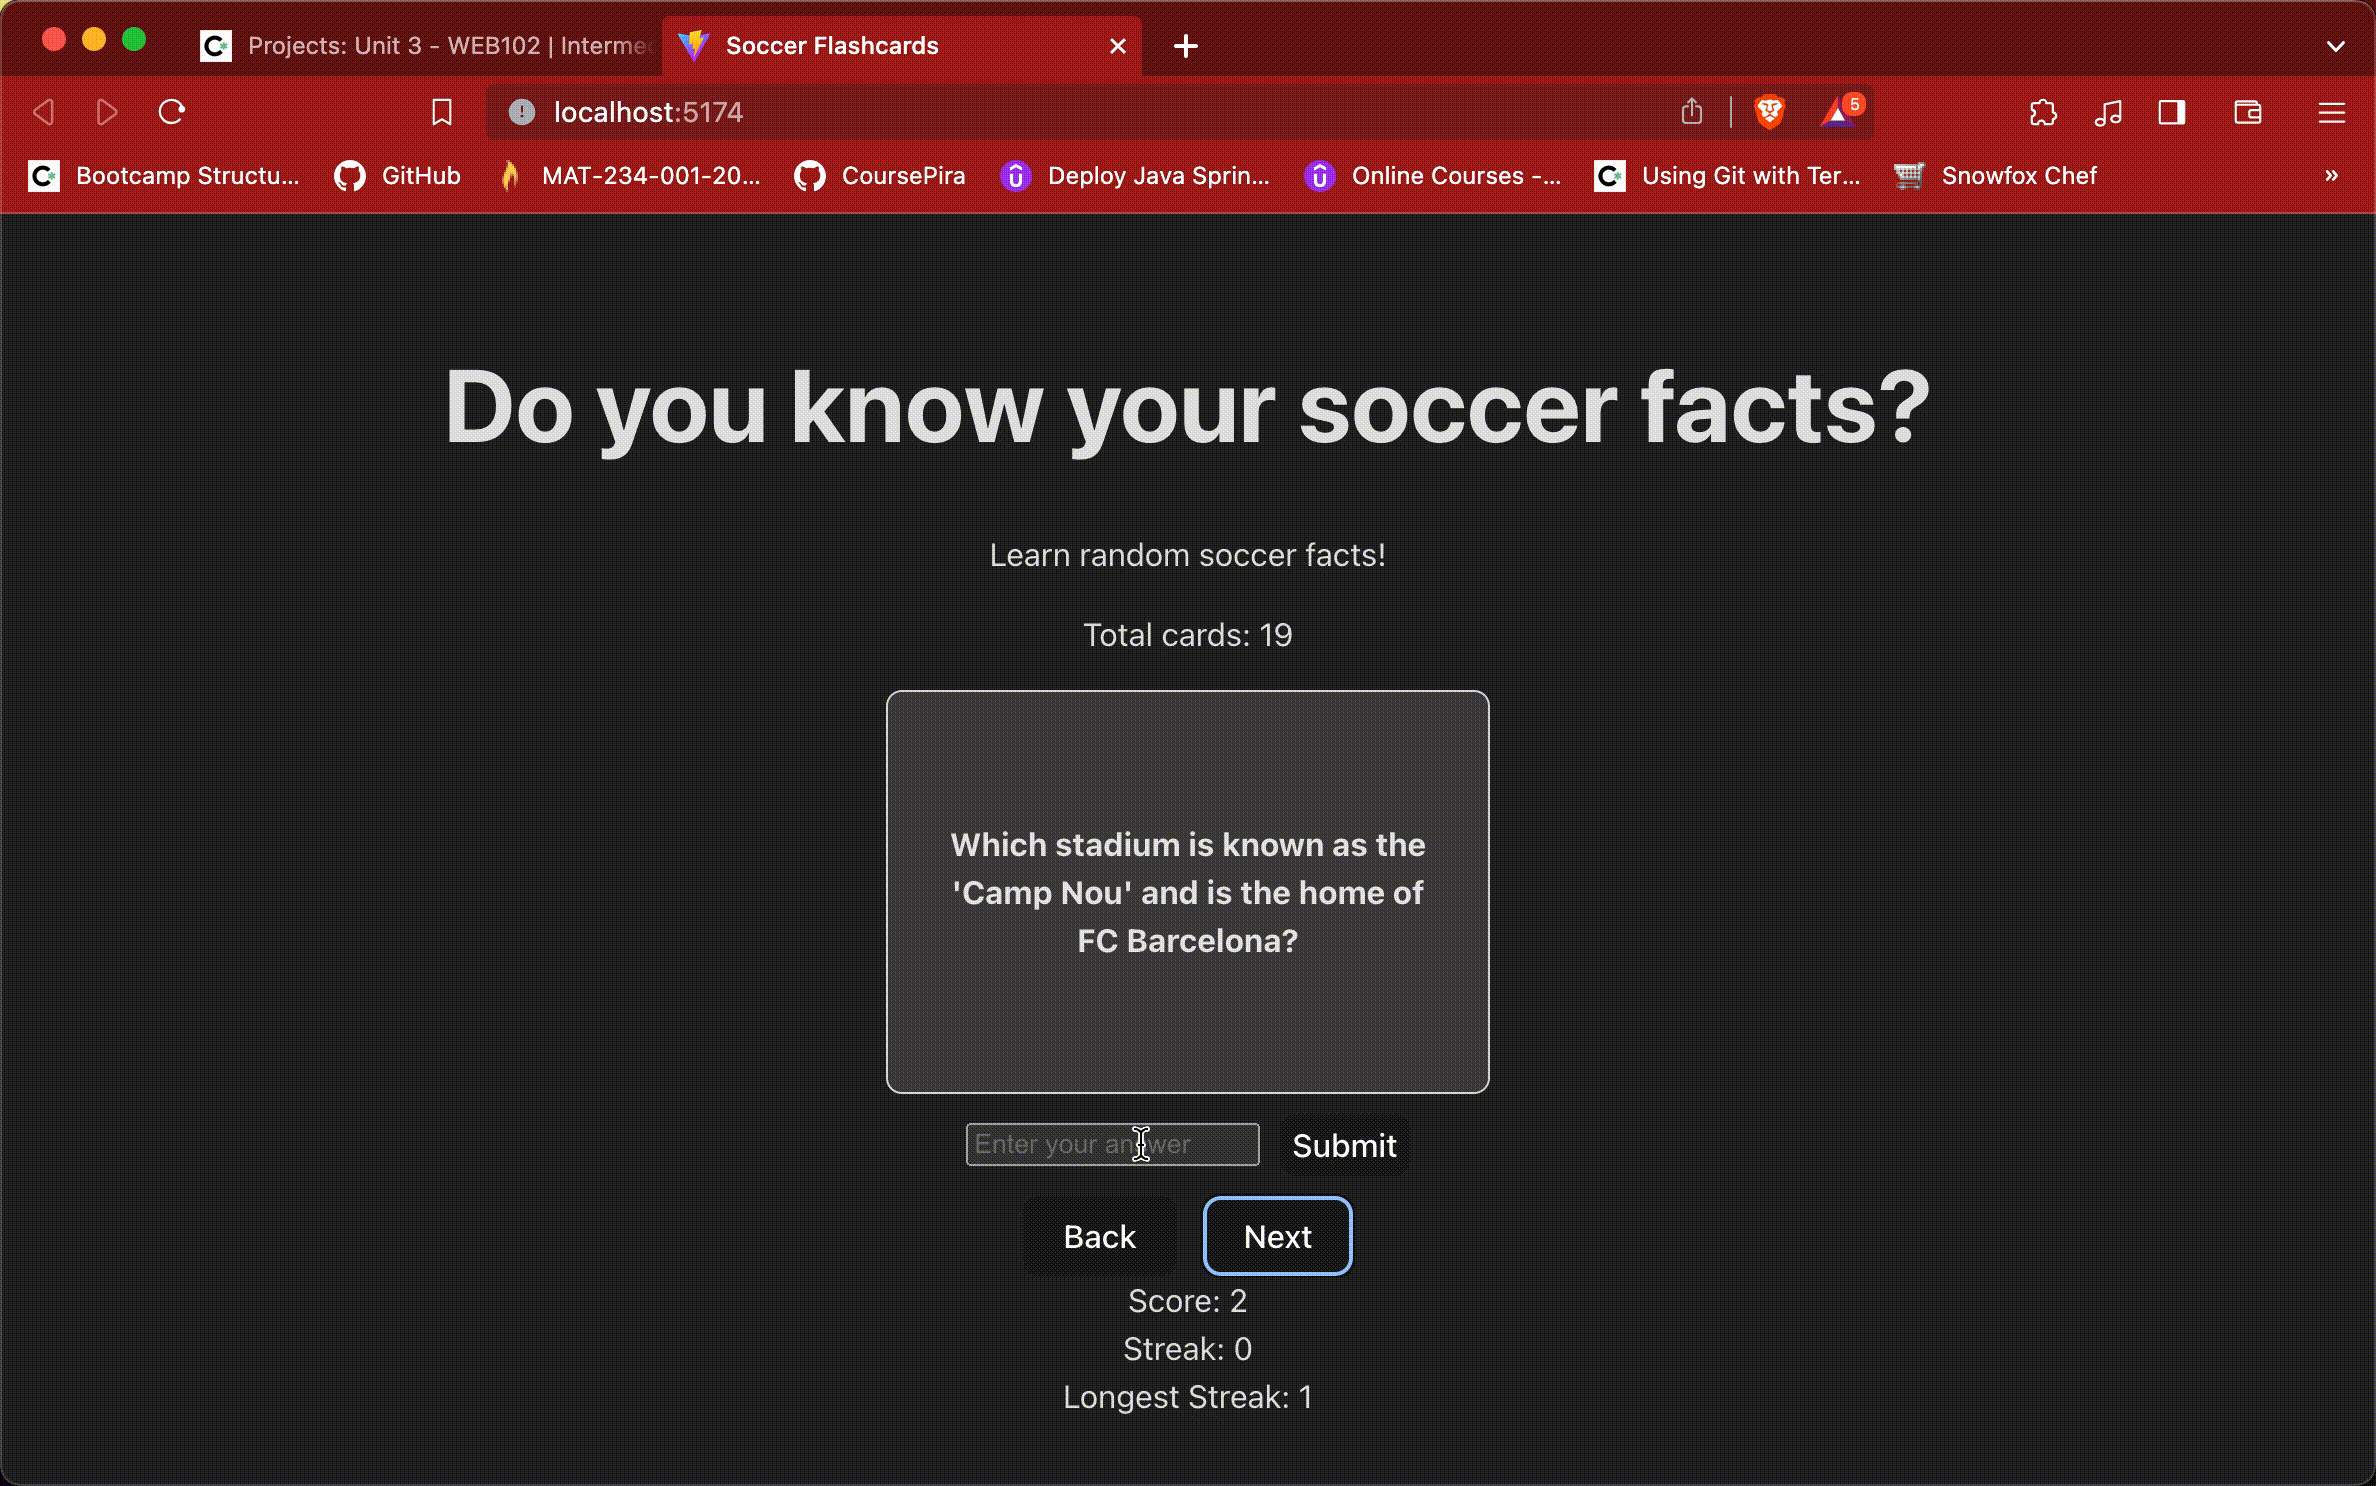 Projects: Unit 3 - WEB102 | Interme
Soccer Flashcards
localhost:5174
5
Bootcamp Structu...
GitHub
MAT-234-001-20...
CoursePira
Deploy Java Sprin...
Online Courses -...
Using Git with Ter...
Snowfox Chef
»
Do you know your soccer facts?
Learn random soccer facts!
Total cards: 19
Which stadium is known as the
'Camp Nou' and is the home of
FC Barcelona?
Enter your answer
Submit
Back
Next
Score: 2
Streak: 0
Longest Streak: 1